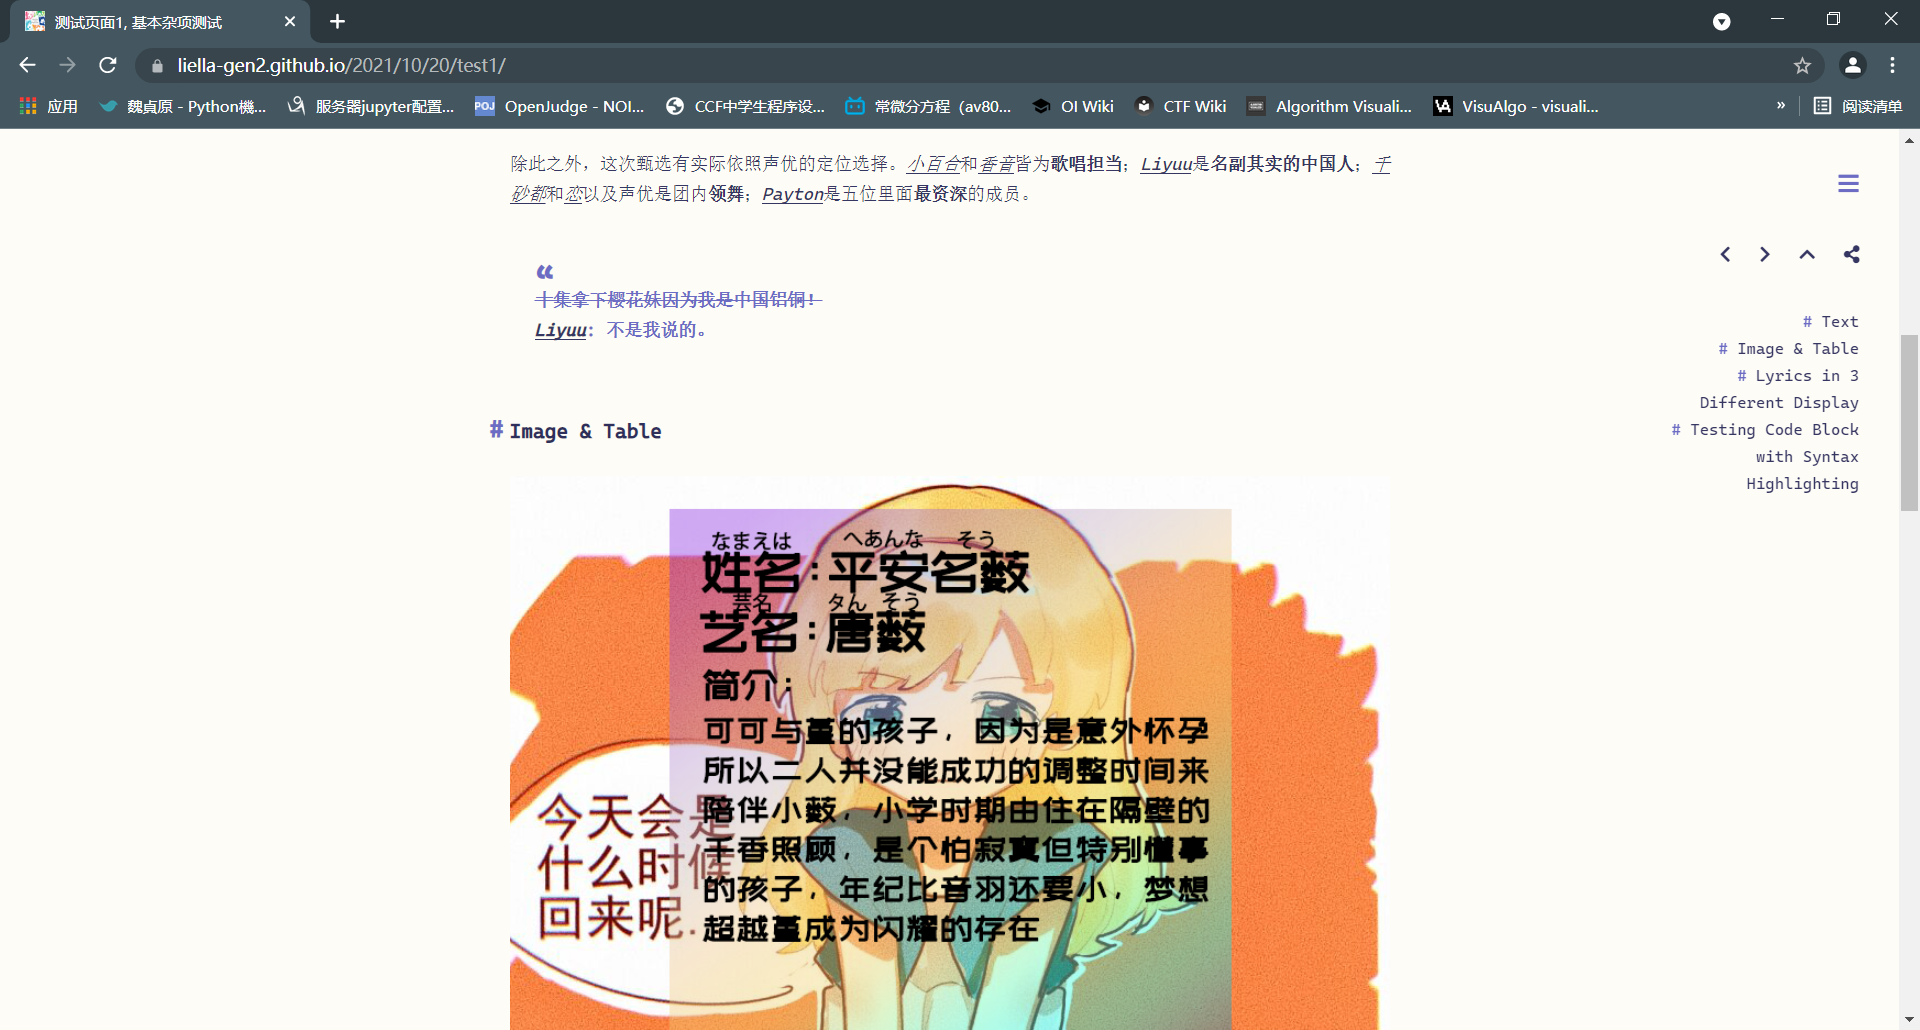 测试页面1, 基本杂项测试
liella-gen2.github.io/2021/10/20/test1/
应用
魏贞原 - Python機...
服务器jupyter配置...
POJ
OpenJudge - NOI...
CCF中学生程序设...
常微分方程（av80...
OI Wiki
CTF Wiki
Algorithm Visuali...
VisuAlgo - visuali...
»
阅读清单
除此之外，这次甄选有实际依照声优的定位选择。小百合和香音皆为歌唱担当；Liyuu是名副其实的中国人；千
砂都和恋以及声优是团内领舞；Payton是五位里面最资深的成员。
“
十集拿下樱花妹因为我是中国铝铜！
Liyuu：不是我说的。
# Text
# Image & Table
# Lyrics in 3
Different Display
# Testing Code Block
with Syntax
Highlighting
# Image & Table
なまえは へあんな そう
姓名:平安名薮
芸名 タん そう
艺名:唐薮
简介:
可可与堇的孩子，因为是意外怀孕
所以二人并没能成功的调整时间来
陪伴小薮，小学时期由住在隔壁的
千香照顾，是个怕寂寞但特别懂事
的孩子，年纪比音羽还要小，梦想
超越堇成为闪耀的存在
今天会是
什么时候
回来呢.